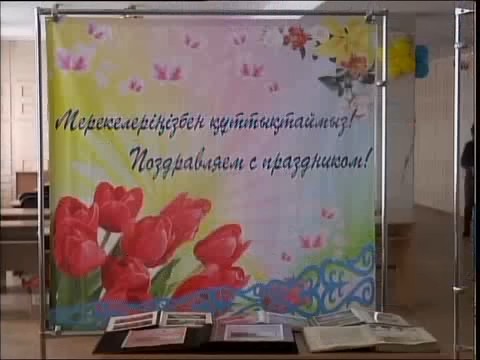 Мерекелеріңізбен құттықтаймыз!
Поздравляем с праздником!